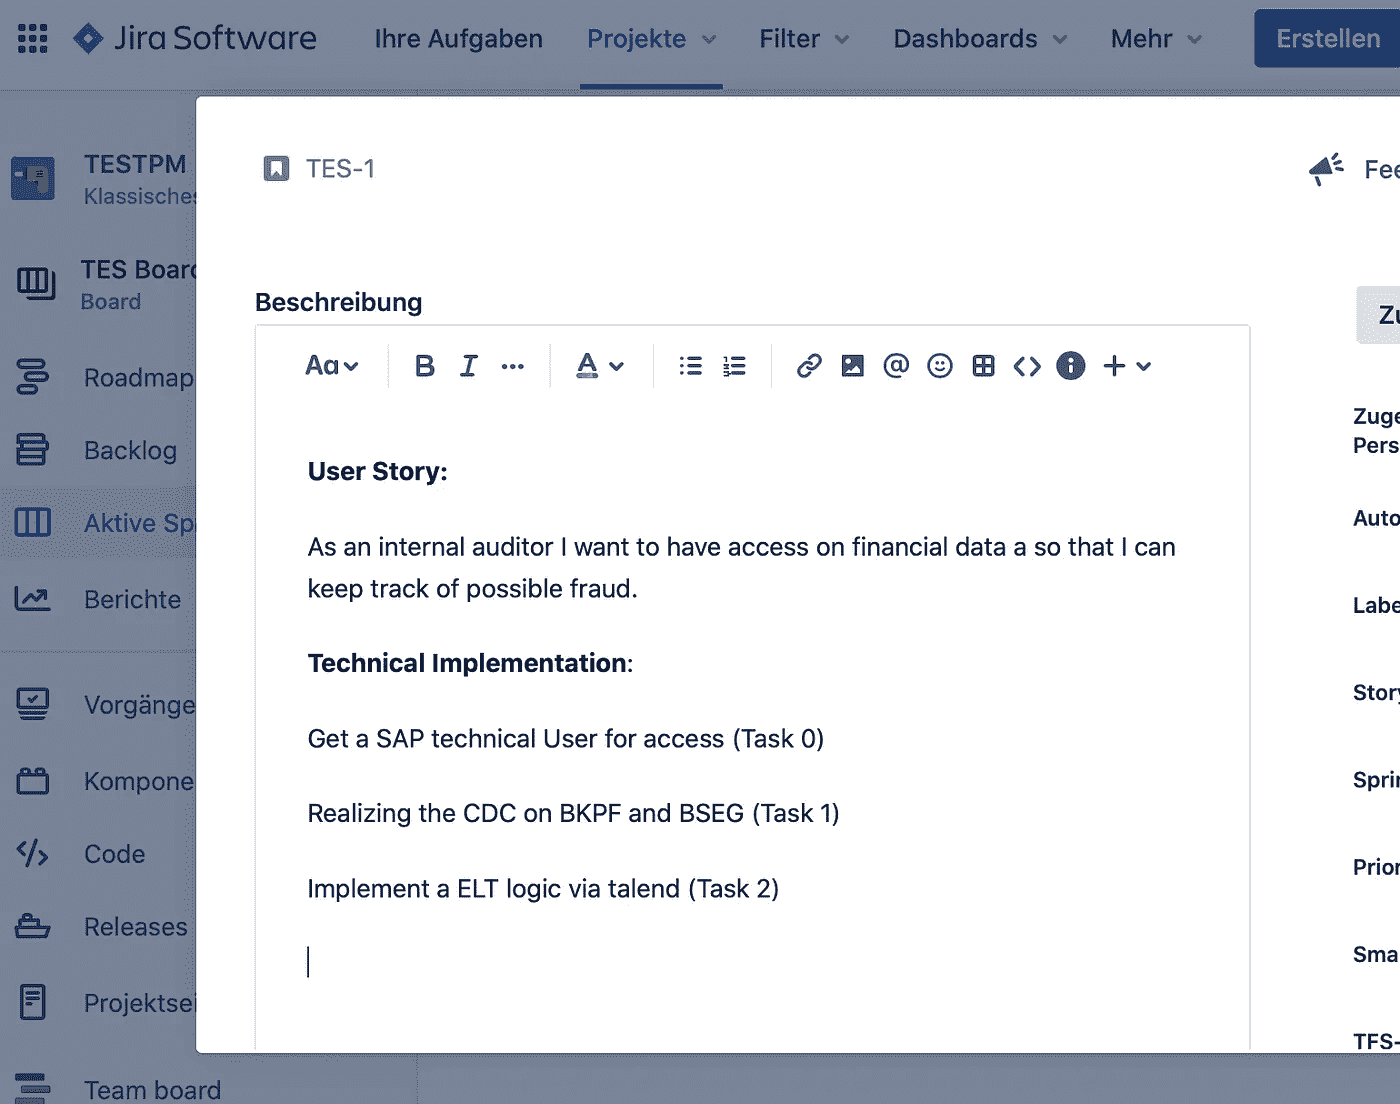 Jira Software Ihre Aufgaben Projekte Filter Dashboards Mehr Erstellen
TESTPM
Klassisches
TES Board
Board
Roadmap
Backlog
Aktive Sp
Berichte
Vorgänge
Kompone
Code
Releases
Projektsei
Team board
TES-1
Fee
Beschreibung
Aa B I ... A
User Story:
As an internal auditor I want to have access on financial data a so that I can
keep track of possible fraud.
Technical Implementation:
Get a SAP technical User for access (Task 0)
Realizing the CDC on BKPF and BSEG (Task 1)
Implement a ELT logic via talend (Task 2)
Zu
Zuge
Pers
Auto
Labe
Story
Sprin
Prior
Sma
TFS-